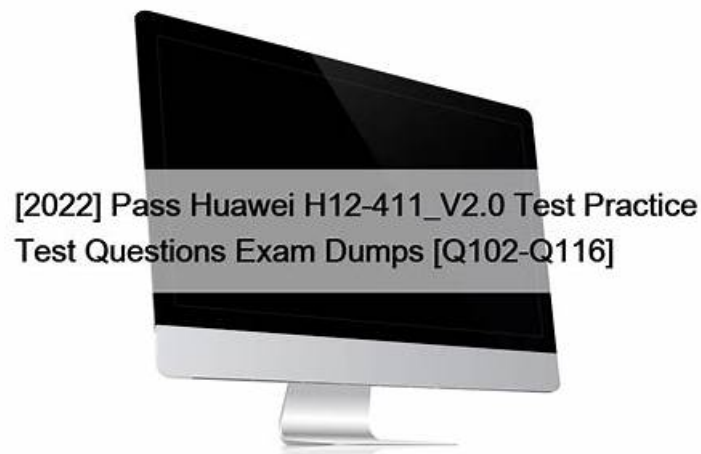 [2022] Pass Huawei H12-411_V2.0 Test Practice
Test Questions Exam Dumps [Q102-Q116]